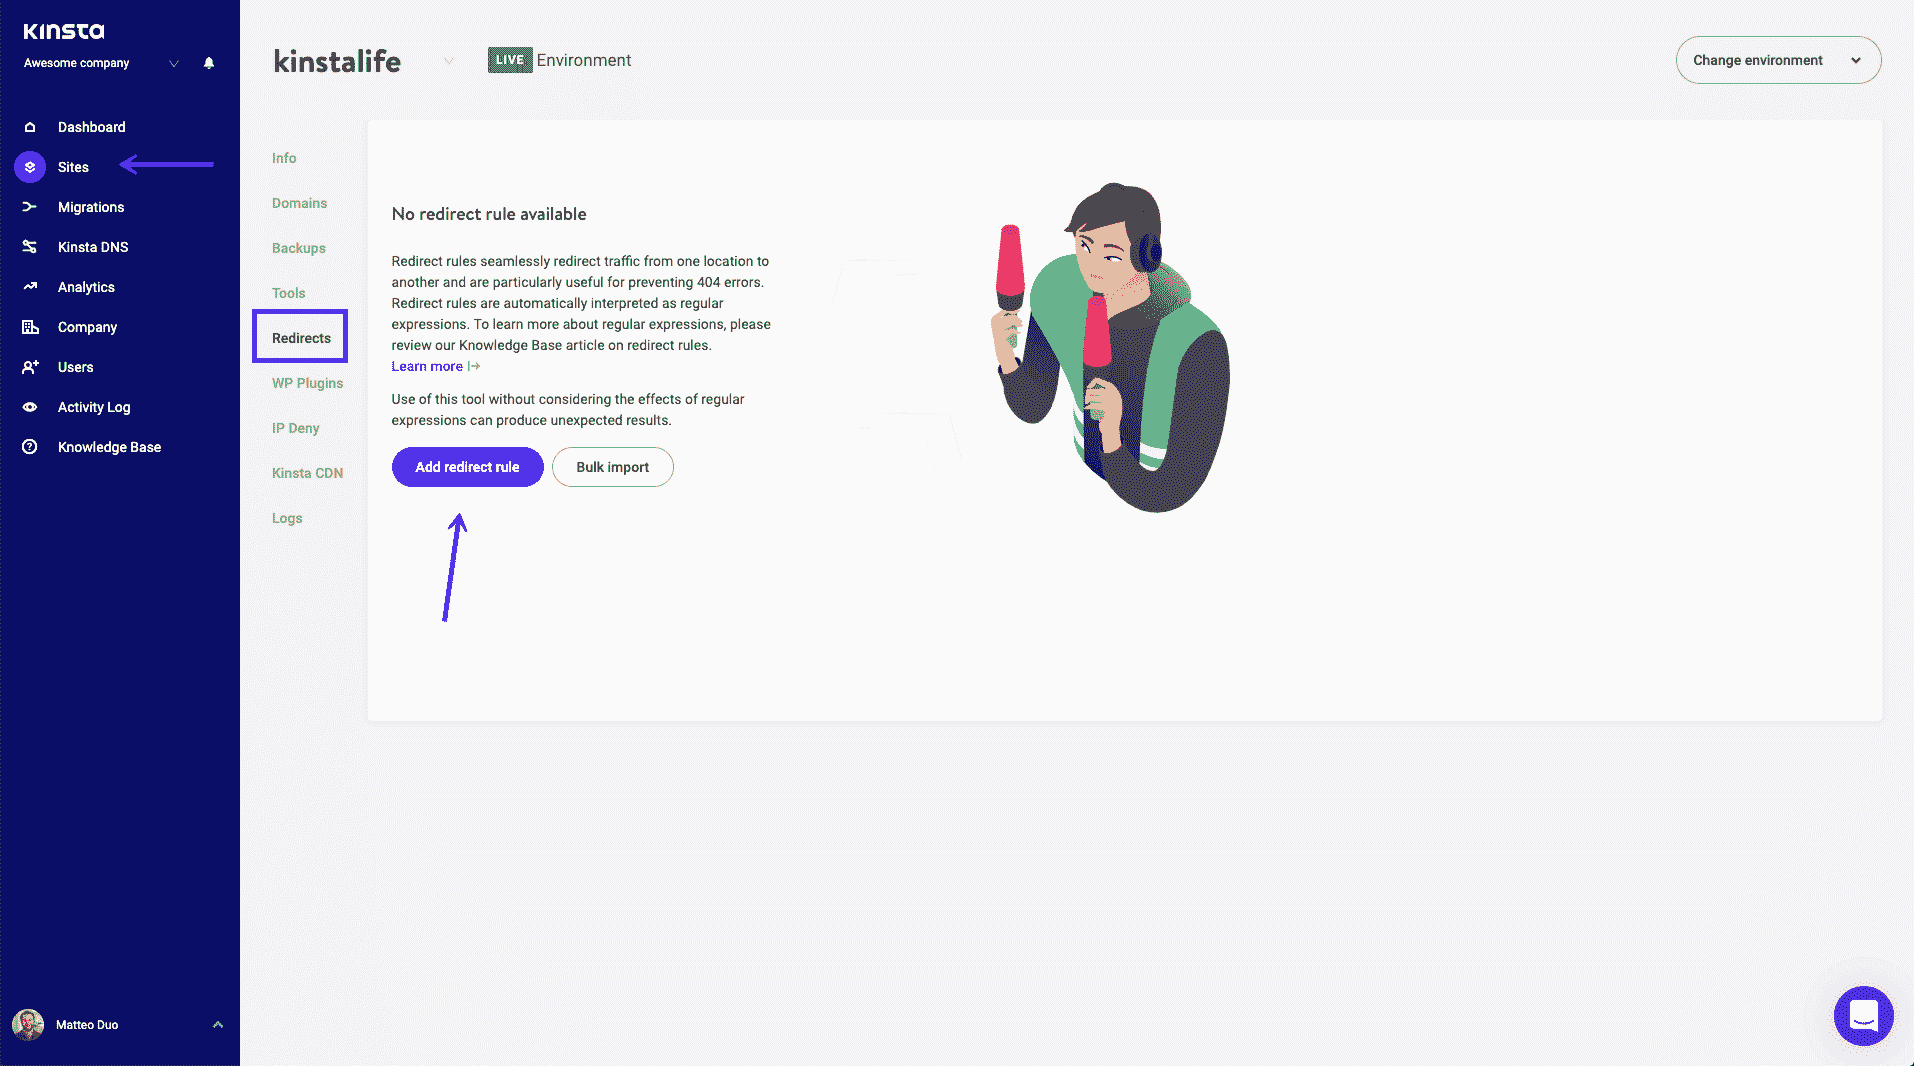 Kinsta
Awesome company
Dashboard
Sites
Migrations
Kinsta DNS
Analytics
Company
Users
Activity Log
Knowledge Base
Matteo Duo
kinstalife
LIVE Environment
Change environment
Info
Domains
Backups
Tools
Redirects
WP Plugins
IP Deny
Kinsta CDN
Logs
No redirect rule available
Redirect rules seamlessly redirect traffic from one location to
another and are particularly useful for preventing 404 errors.
Redirect rules are automatically interpreted as regular
expressions. To learn more about regular expressions, please
review our Knowledge Base article on redirect rules.
Learn more
Use of this tool without considering the effects of regular
expressions can produce unexpected results.
Add redirect rule
Bulk import